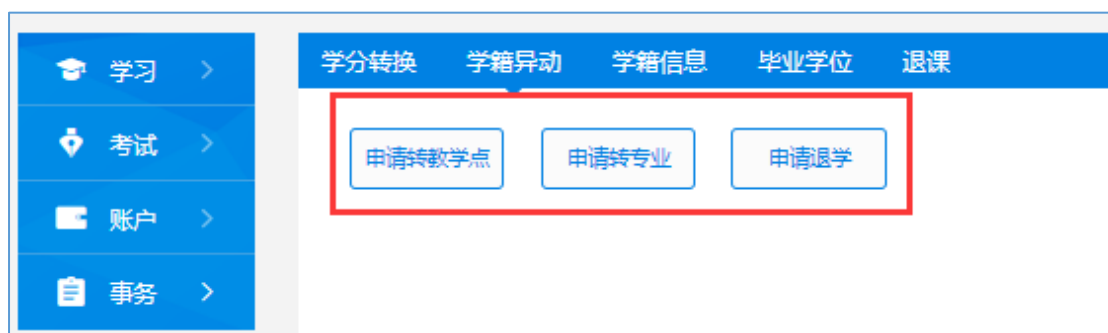 学习
考试
账户
事务
学分转换 学籍异动 学籍信息 毕业学位 退课
申请转教学点 申请转专业 申请退学